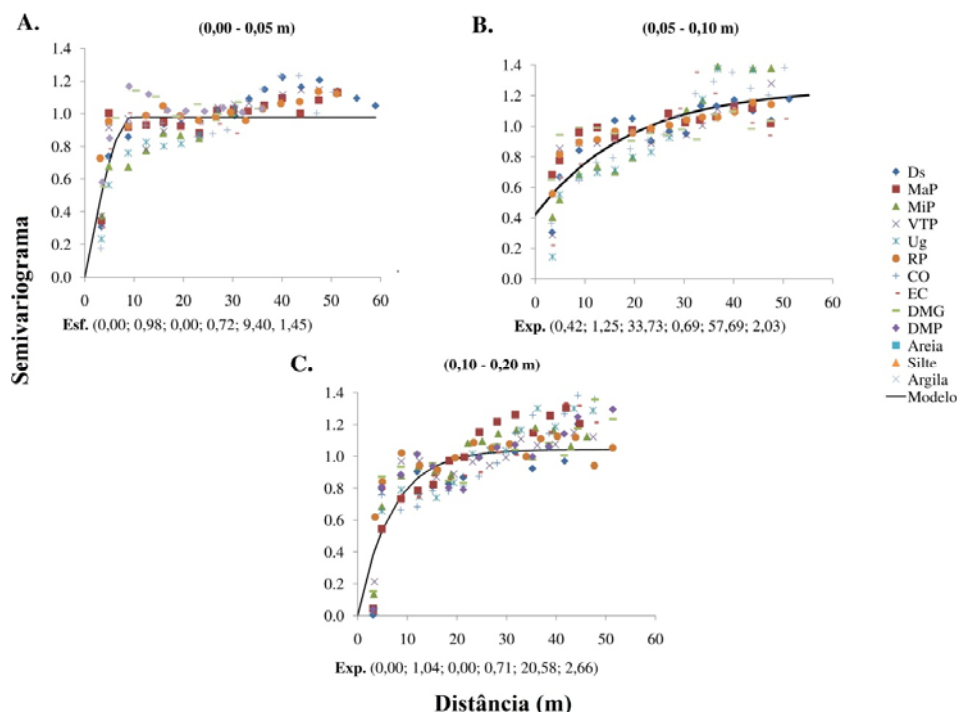 A.
(0,00 - 0,05 m)
1.4
1.2
1.0
0.8
0.6
0.4
0.2
0.0
0 10 20 30 40 50 60
Esf. (0,00; 0,98; 0,00; 0,72; 9,40, 1,45)
B.
(0,05 - 0,10 m)
1.4
1.2
1.0
0.8
0.6
0.4
0.2
0.0
0 10 20 30 40 50 60
Exp. (0,42; 1,25; 33,73; 0,69; 57,69; 2,03)
Semivariograma
Ds
MaP
MiP
VTP
Ug
RP
CO
EC
DMG
DMP
Areia
Silte
Argila
Modelo
C.
(0,10 - 0,20 m)
1.4
1.2
1.0
0.8
0.6
0.4
0.2
0.0
0 10 20 30 40 50 60
Exp. (0,00; 1,04; 0,00; 0,71; 20,58; 2,66)
Distância (m)